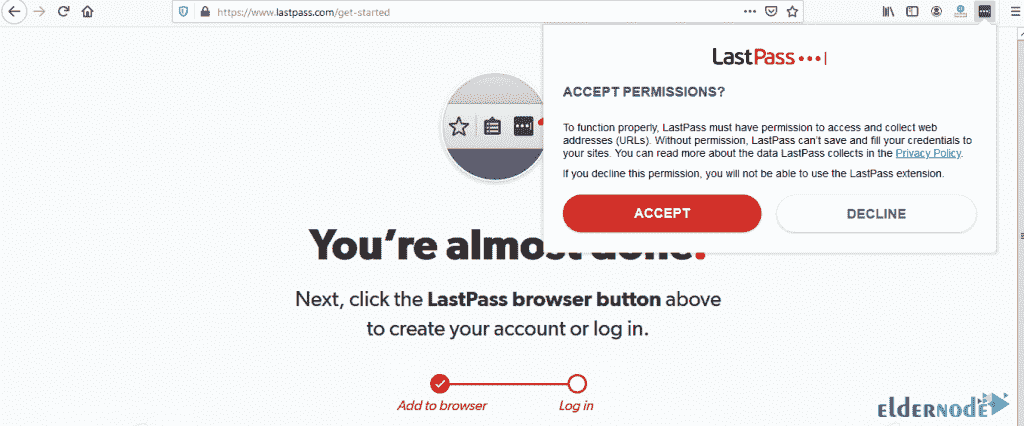 https://www.lastpass.com/get-started
LastPass
ACCEPT PERMISSIONS?
To function properly, LastPass must have permission to access and collect web
addresses (URLs). Without permission, LastPass can't save and fill your credentials to
your sites. You can read more about the data LastPass collects in the Privacy Policy.
If you decline this permission, you will not be able to use the LastPass extension.
ACCEPT
DECLINE
You're almost done.
Next, click the LastPass browser button above
to create your account or log in.
Add to browser
Log in
ELDERNODE